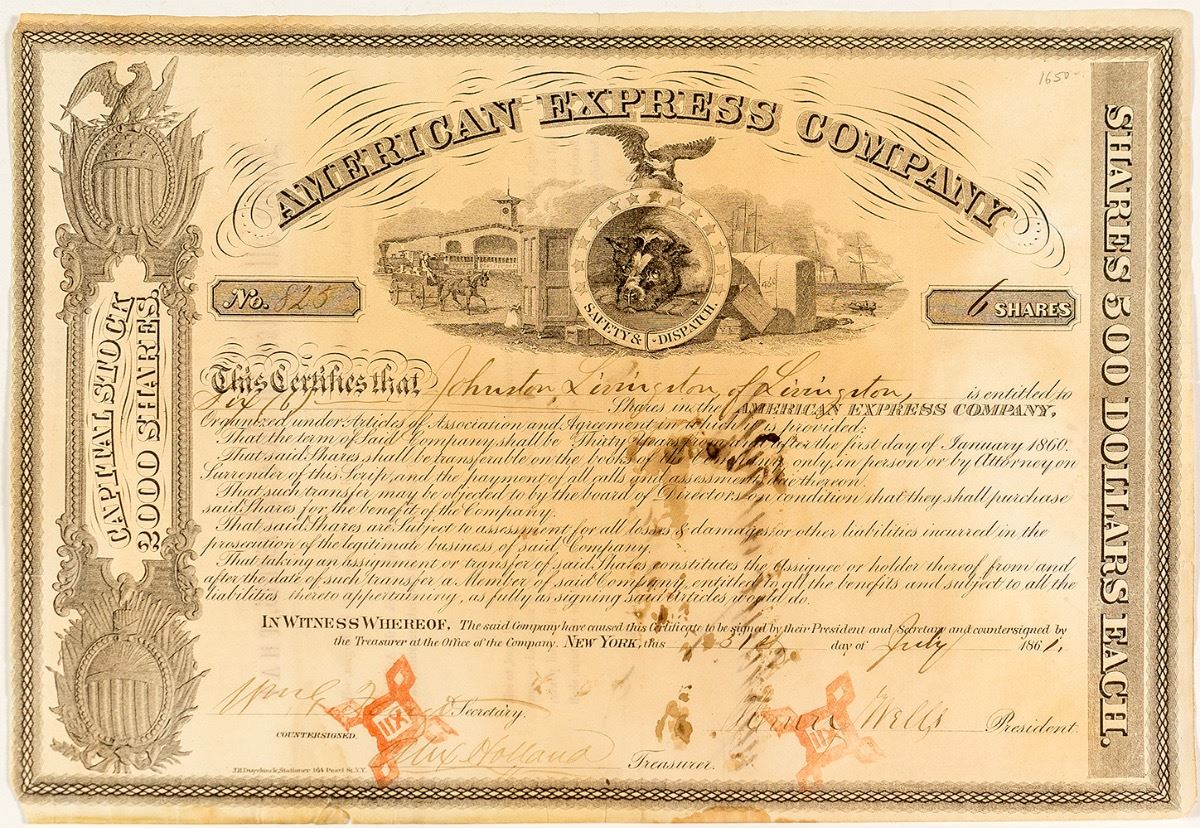 1650-
AMERICAN EXPRESS COMPANY
SAFETY & DISPATCH.
No. 825
6 SHARES
CAPITAL STOCK
3000 SHARES.
SHARES 500 DOLLARS EACH.
This Certifies that Johnston Livingston, of Livingston, is entitled to
Six (6) Shares in the AMERICAN EXPRESS COMPANY,
Organized under Articles of Association and Agreement in which it is provided:
That the term of said Company shall be Thirty Years from and after the first day of January 1860.
That said Shares shall be transferable on the books of only, in person or by Attorney on
Surrender of this Scrip, and the payment of all calls and assessments due thereon.
That such transfer may be objected to by the board of Directors on condition that they shall purchase
said Shares for the benefit of the Company.
That said Shares are Subject to assessment for all losses & damages, or other liabilities incurred in the
prosecution of the legitimate business of said Company.
That taking an assignment or transfer of said Shares constitutes the assignee or holder thereof from and
after the date of such transfer a Member of said Company, entitled to all the benefits and subject to all the
liabilities thereto appertaining, as fully as signing said Articles would do.
IN WITNESS WHEREOF, The said Company have caused this Certificate to be signed by their President and Secretary and countersigned by
the Treasurer at the Office of the Company. NEW YORK, this day of July 1861.
Secretary.
Wells President
COUNTERSIGNED.
Alex Holland Treasurer.
XII
XII
164 Pearl St. N.Y.